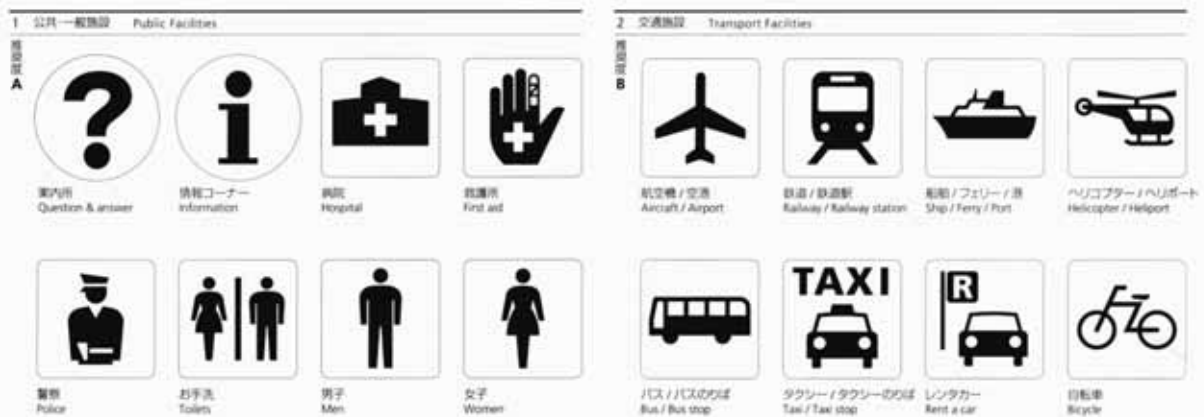 1 公共・一般施設 Public Facilities
推奨度
A
?
i
案内所
Question & answer
情報コーナー
Information
病院
Hospital
救護所
First aid
警察
Police
お手洗
Toilets
男子
Men
女子
Women
2 交通施設 Transport Facilities
推奨度
B
航空機 / 空港
Aircraft / Airport
鉄道 / 鉄道駅
Railway / Railway station
船舶 / フェリー / 港
Ship / Ferry / Port
ヘリコプター / ヘリポート
Helicopter / Heliport
バス / バスのりば
Bus / Bus stop
TAXI
タクシー / タクシーのりば
Taxi / Taxi stop
R
レンタカー
Rent a car
自転車
Bicycle